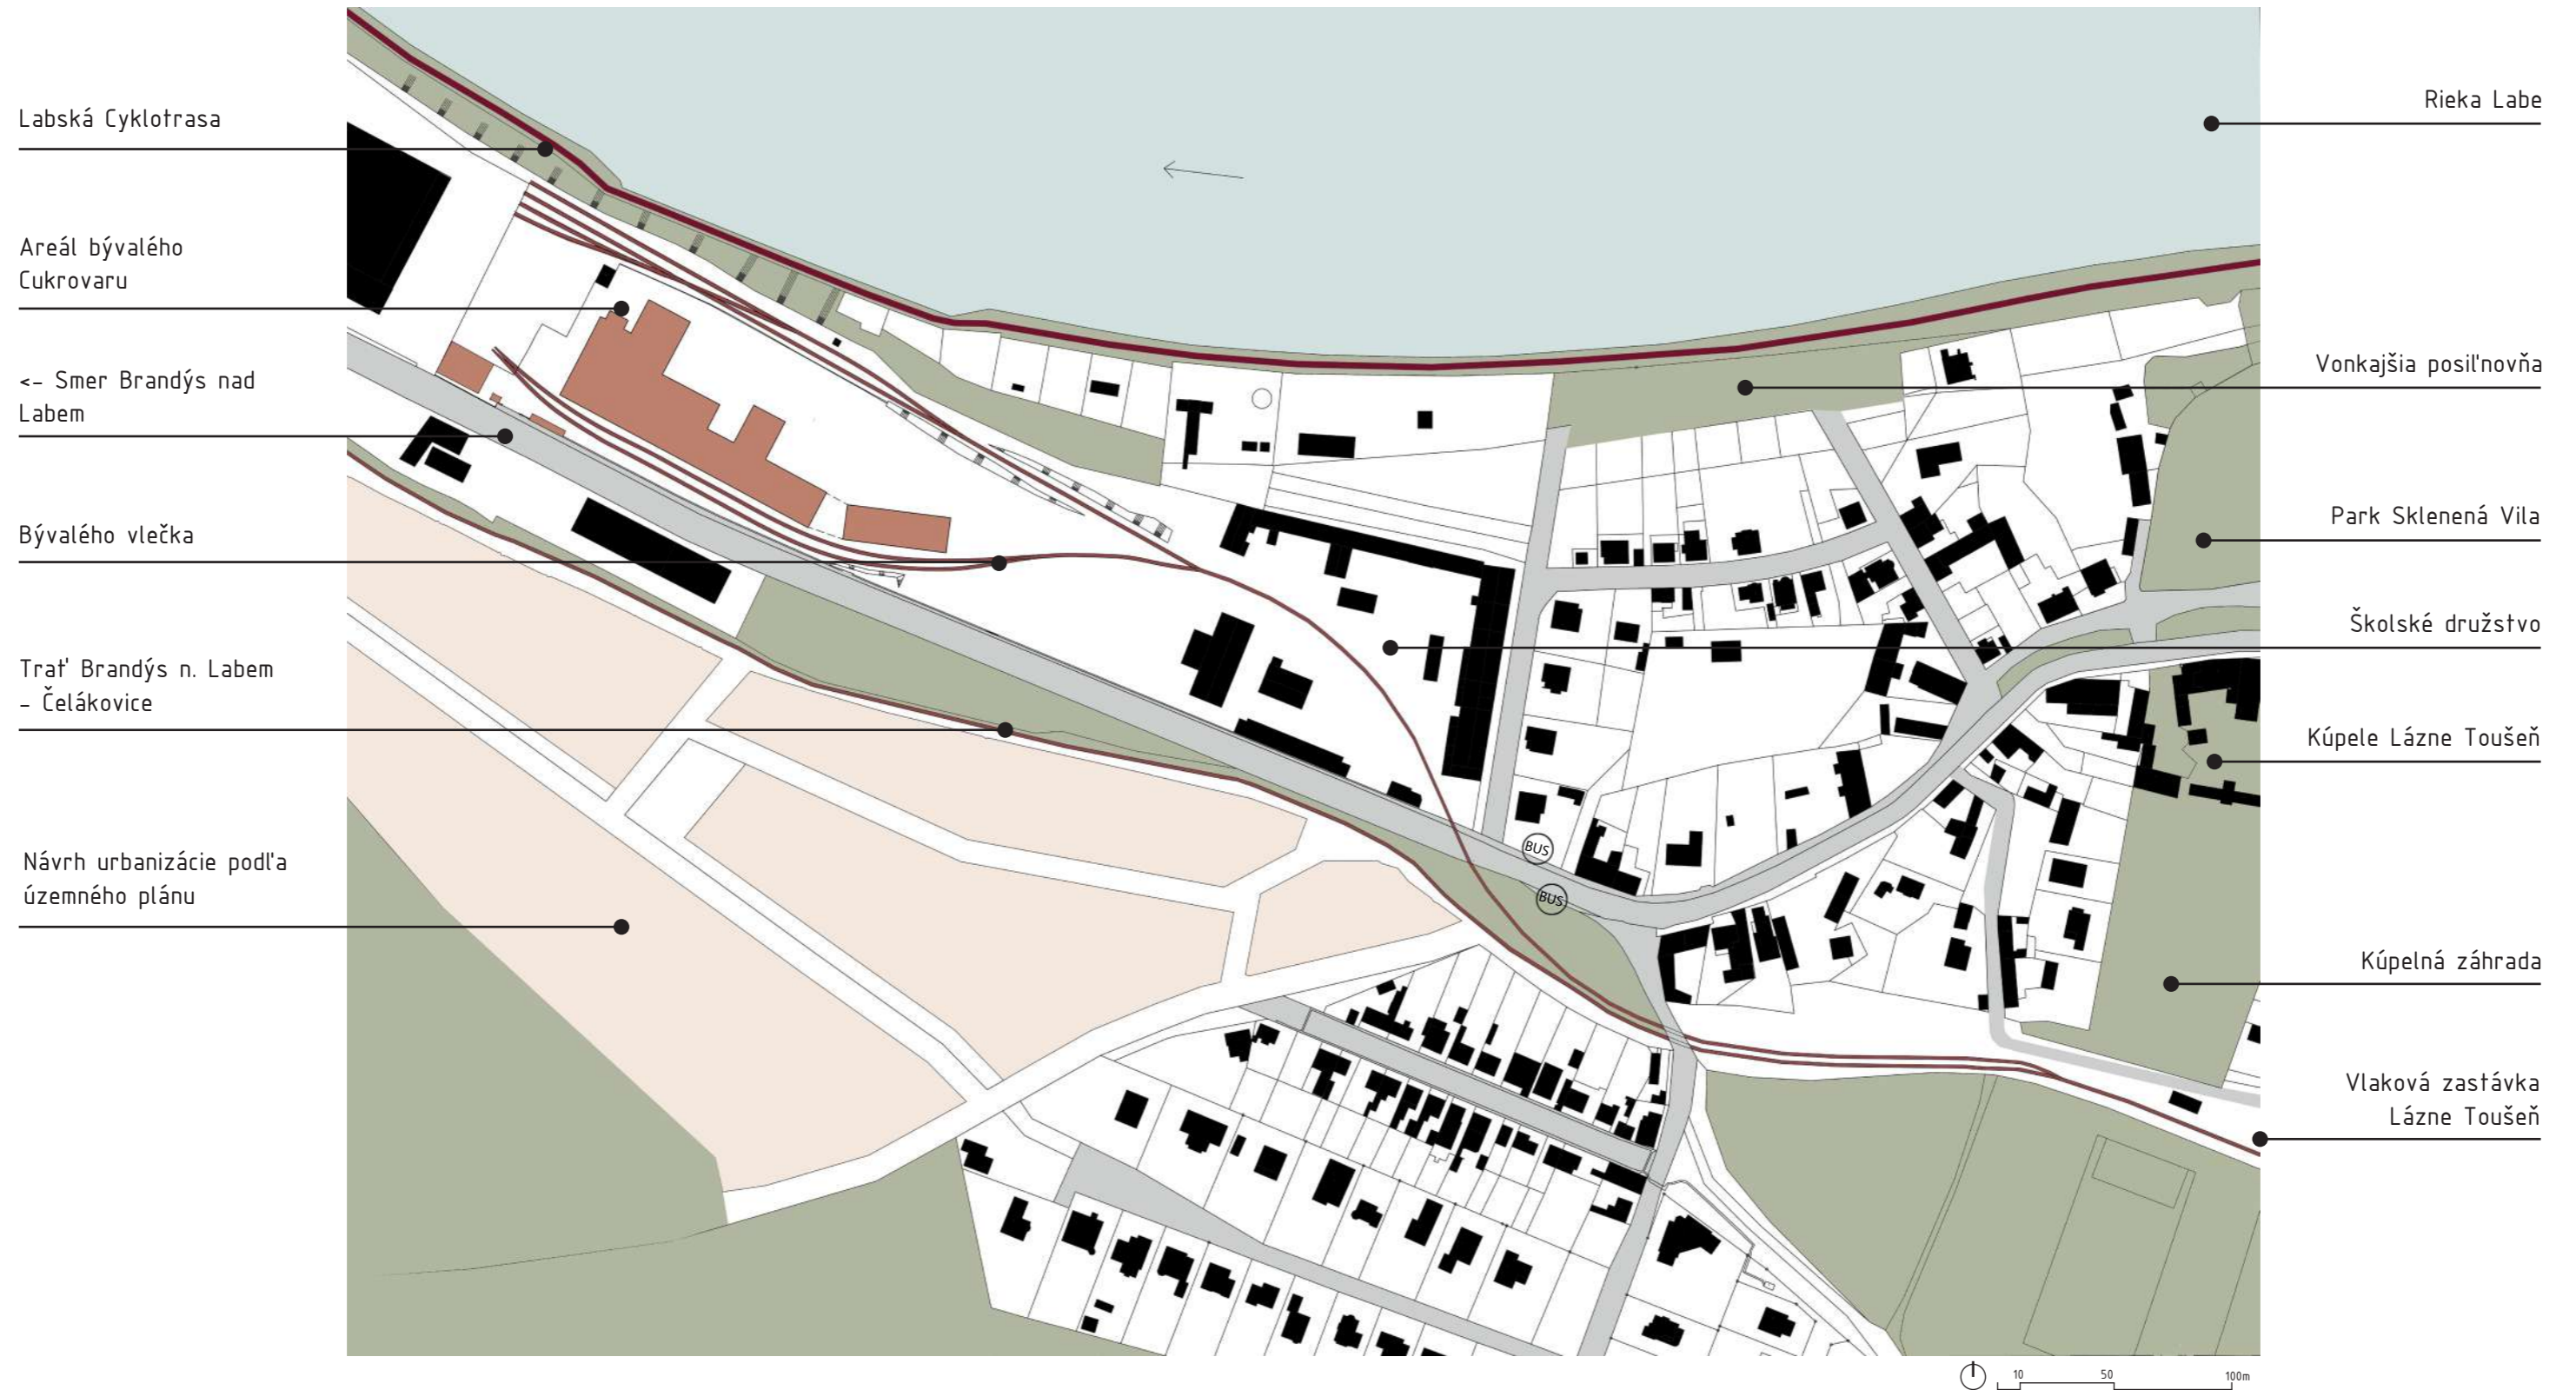 Labská Cyklotrasa
Areál bývalého
Cukrovaru
<- Smer Brandýs nad
Labem
Bývalého vlečka
Trať Brandýs n. Labem
- Čelákovice
Návrh urbanizácie podľa
územného plánu
Rieka Labe
Vonkajšia posiľnovňa
Park Sklenená Vila
Školské družstvo
Kúpele Lázne Toušeň
Kúpelná záhrada
Vlaková zastávka
Lázne Toušeň
BUS
BUS
10 50 100m